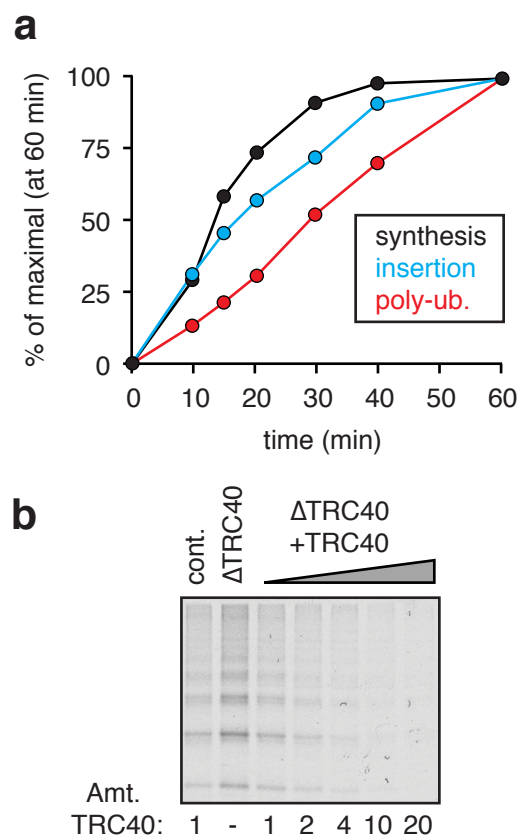 a
% of maximal (at 60 min)
100
75
50
25
0
synthesis
insertion
poly-ub.
0 10 20 30 40 50 60
time (min)
b
cont.
ΔTRC40
ΔTRC40
+TRC40
Amt.
TRC40: 1 - 1 2 4 10 20